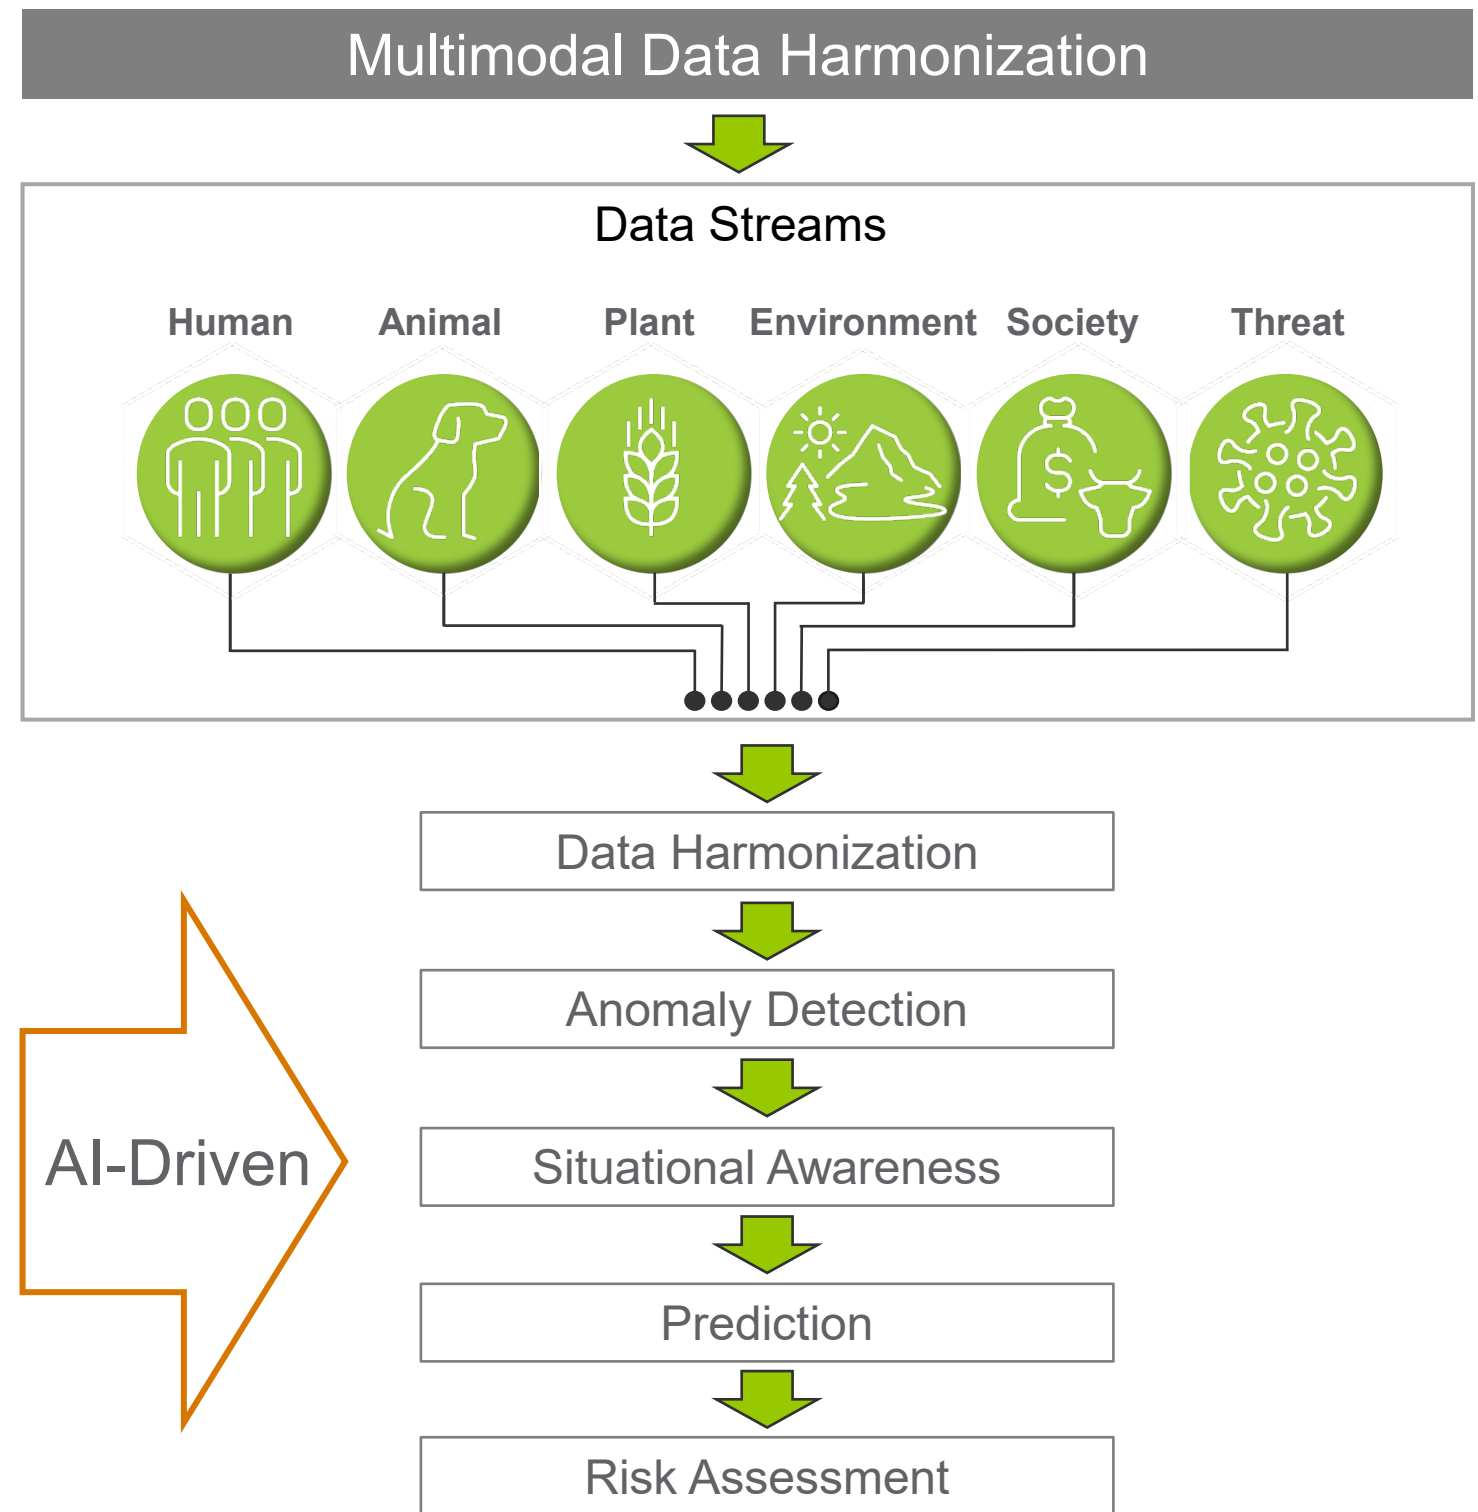 Multimodal Data Harmonization
Data Streams
Human Animal Plant Environment Society Threat
$
Data Harmonization
Anomaly Detection
AI-Driven
Situational Awareness
Prediction
Risk Assessment